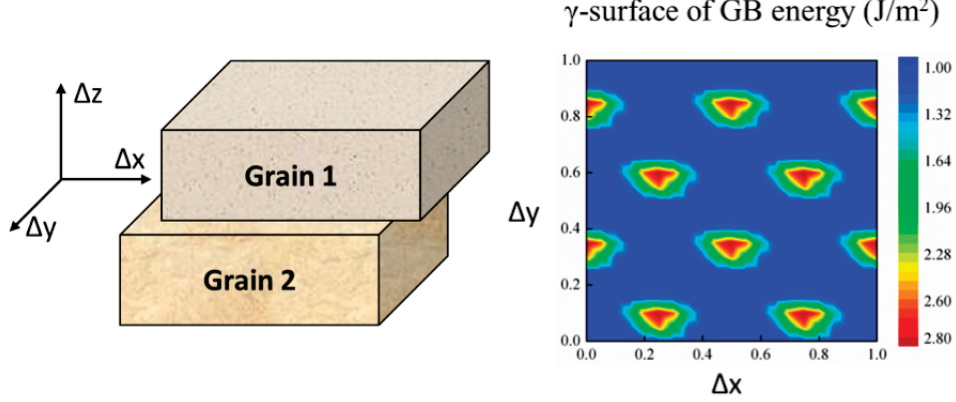 γ-surface of GB energy (J/m²)
Δz
Δx
Δy
Grain 1
Grain 2
Δy
1.0
0.8
0.6
0.4
0.2
0.0
0.0 0.2 0.4 0.6 0.8 1.0
Δx
1.00
1.32
1.64
1.96
2.28
2.60
2.80